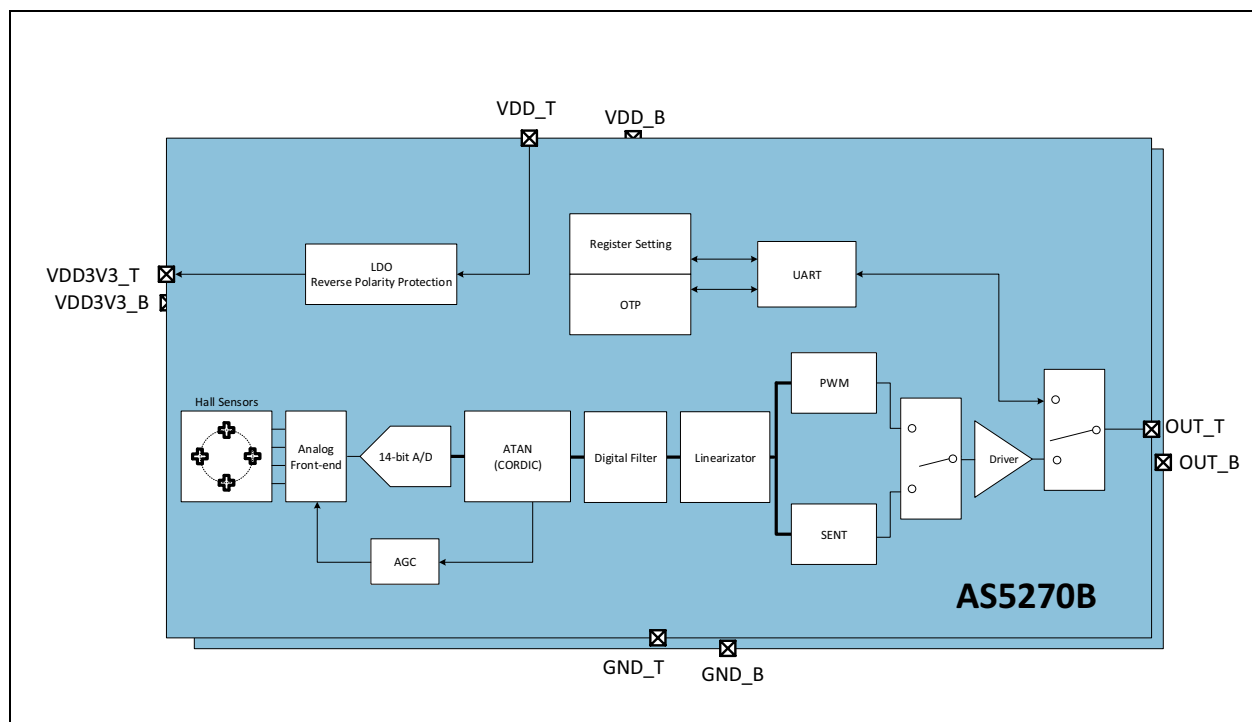 VDD_T
VDD_B
Register Setting
LDO
Reverse Polarity Protection
UART
VDD3V3_T
VDD3V3_B
OTP
PWM
Hall Sensors
Analog
Front-end
14-bit A/D
ATAN
(CORDIC)
Digital Filter
Linearizator
Driver
OUT_T
OUT_B
SENT
AGC
AS5270B
GND_T
GND_B